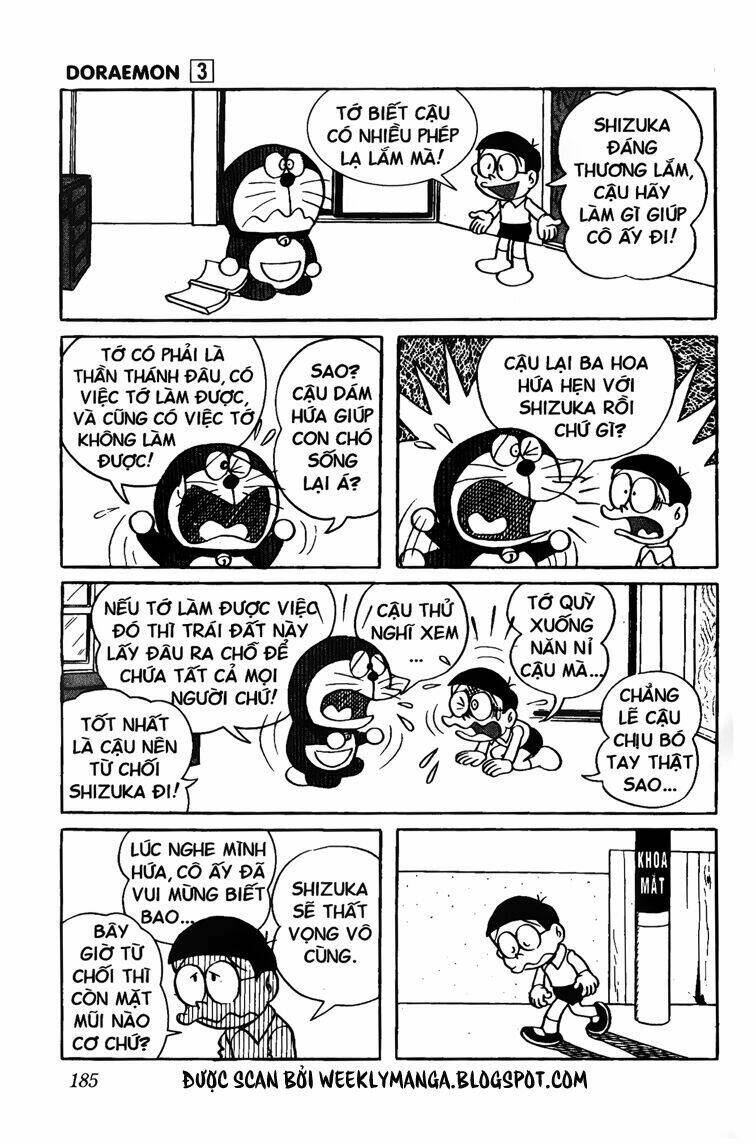 DORAEMON 3
SHIZUKA
ĐÁNG
THƯƠNG LẮM,
CẬU HÃY
LÀM GÌ GIÚP
CÔ ẤY ĐI!
TỚ BIẾT CẬU
CÓ NHIỀU PHÉP
LẠ LẮM MÀ!
SAO?
CẬU DÁM
HỨA GIÚP
CON CHÓ
SỐNG
LẠI Á?
TỚ CÓ PHẢI LÀ
THẦN THÁNH ĐÂU, CÓ
VIỆC TỚ LÀM ĐƯỢC,
VÀ CŨNG CÓ VIỆC TỚ
KHÔNG LÀM
ĐƯỢC!
CẬU LẠI BA HOA
HỨA HẸN VỚI
SHIZUKA RỒI
CHỨ GÌ?
TỚ QUỲ
XUỐNG
NĂN NỈ
CẬU MÀ...
CHẲNG
LẼ CẬU
CHỊU BÓ
TAY THẬT
SAO...
CẬU THỬ
NGHĨ XEM
...
NẾU TỚ LÀM ĐƯỢC VIỆC
ĐÓ THÌ TRÁI ĐẤT NÀY
LẤY ĐÂU RA CHỖ ĐỂ
CHỨA TẤT CẢ MỌI
NGƯỜI CHỨ!
TỐT NHẤT
LÀ CẬU NÊN
TỪ CHỐI
SHIZUKA ĐI!
SHIZUKA
SẼ THẤT
VỌNG VÔ
CÙNG.
LÚC NGHE MÌNH
HỨA, CÔ ẤY ĐÃ
VUI MỪNG BIẾT
BAO...
BÂY
GIỜ TỪ
CHỐI THÌ
CÒN MẶT
MŨI NÀO
CƠ CHỨ?
KHOA
MẮT
185
ĐƯỢC SCAN BỞI WEEKLYMANGA.BLOGSPOT.COM